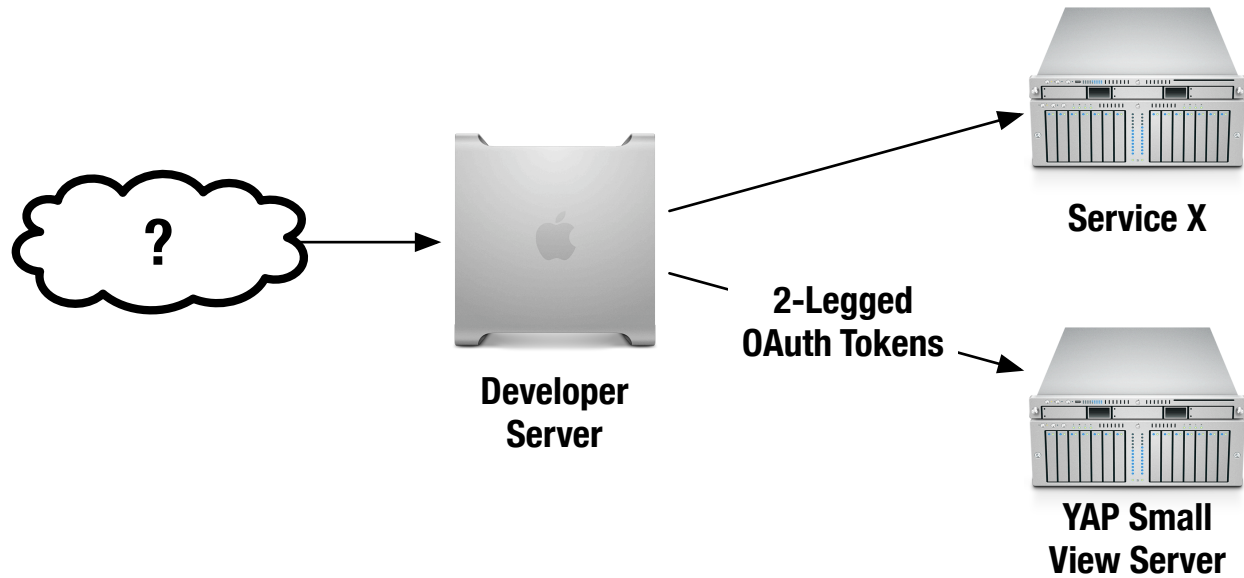 ?
Developer
Server
2-Legged
OAuth Tokens
Service X
YAP Small
View Server